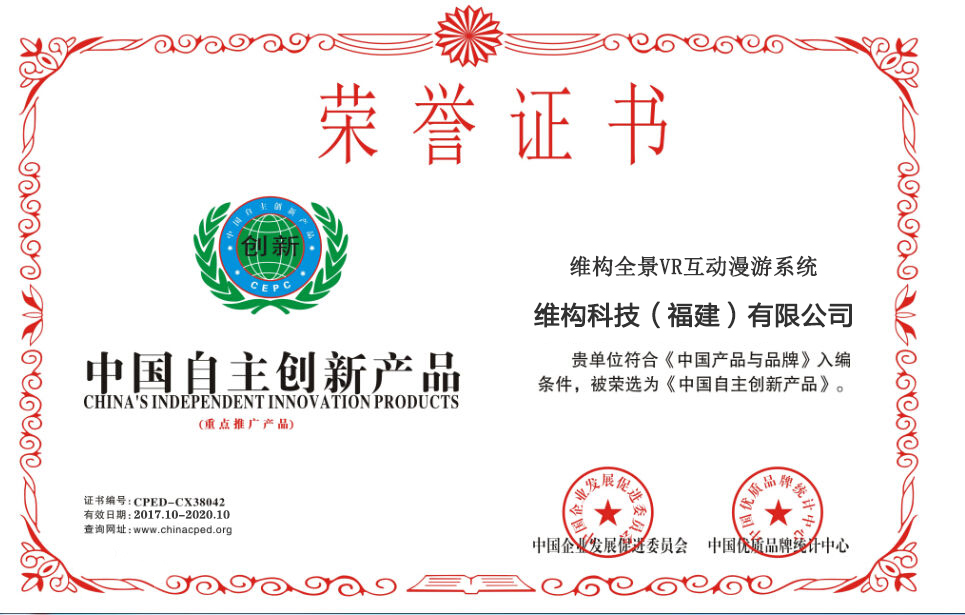 荣誉证书
中国自主创新产品
创新
CEPC
中国自主创新产品
CHINA'S INDEPENDENT INNOVATION PRODUCTS
(重点推广产品)
证书编号: CPED-CX38042
有效日期: 2017.10-2020.10
查询网址: www.chinacped.org
维构全景VR互动漫游系统
维构科技（福建）有限公司
贵单位符合《中国产品与品牌》入编
条件，被荣选为《中国自主创新产品》。
中国企业发展促进委员会
中国企业发展促进委员会
中国优质品牌统计中心
中国优质品牌统计中心